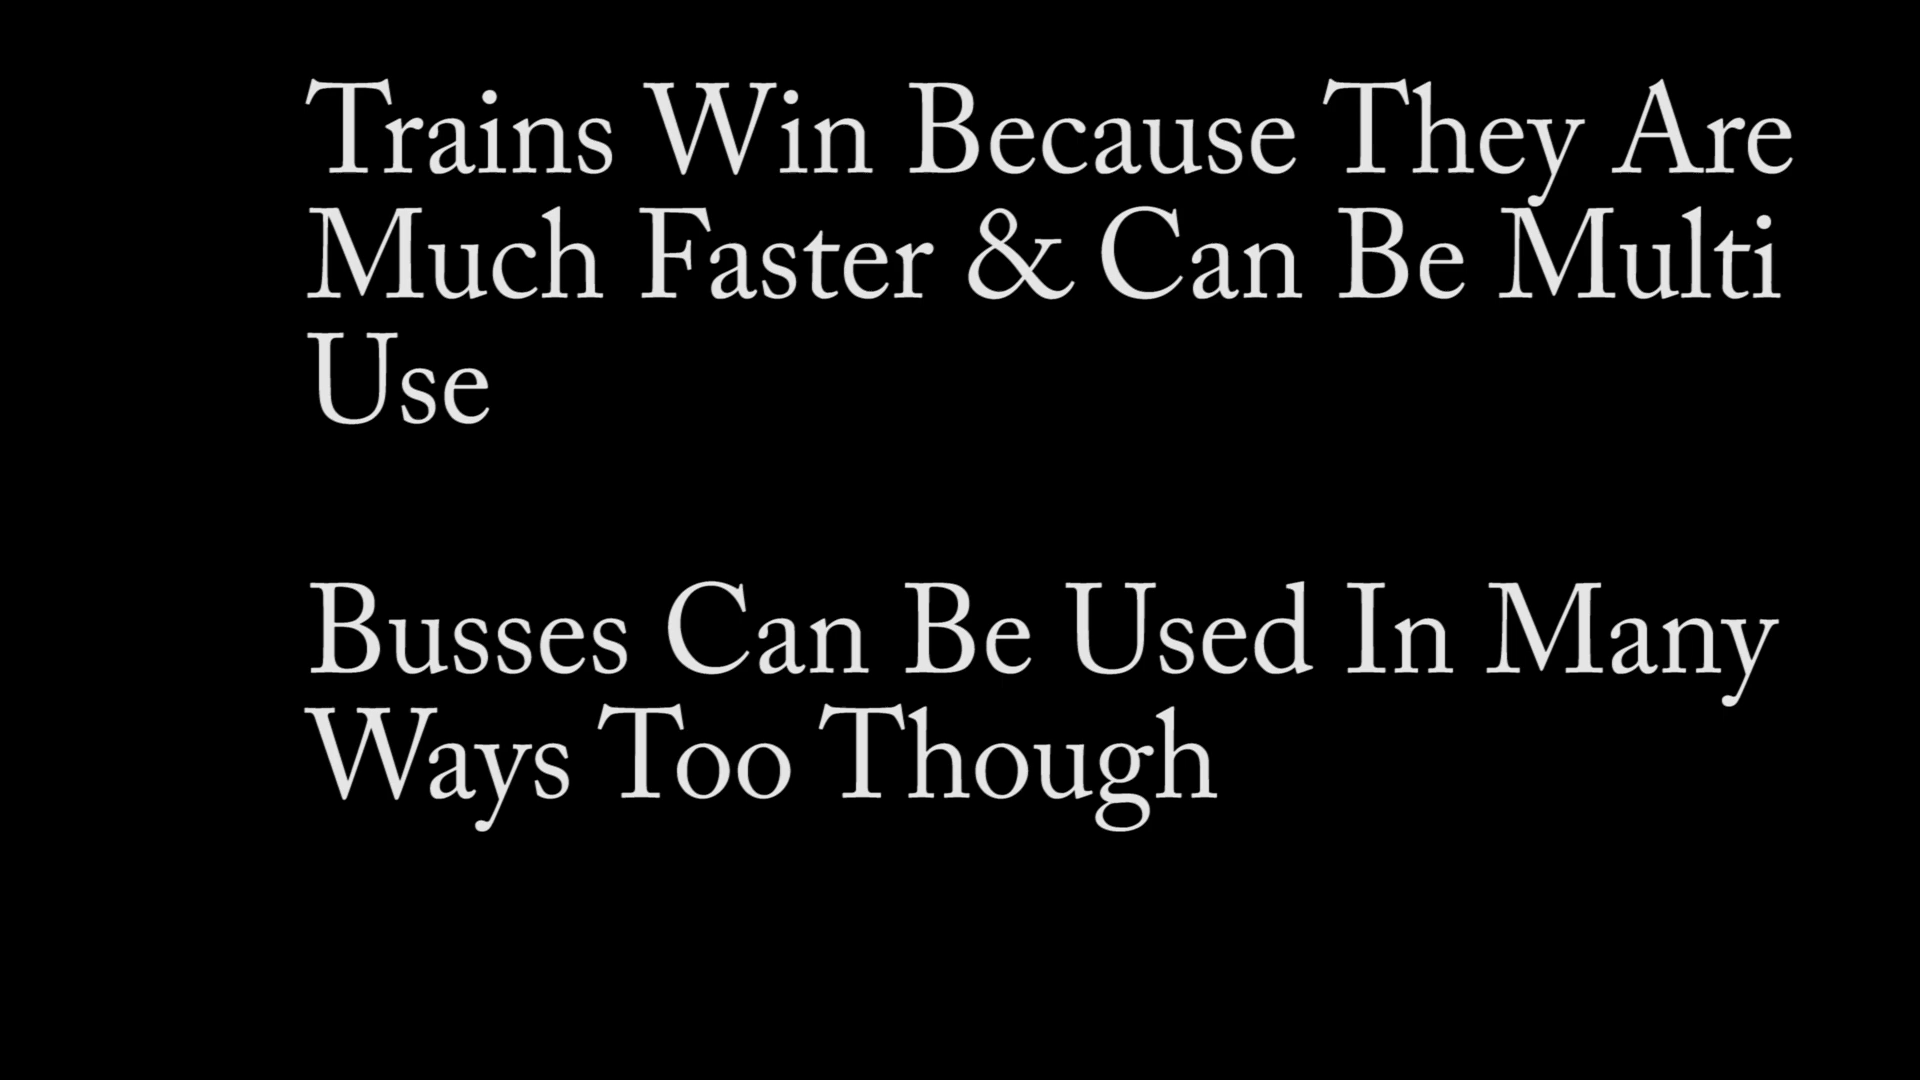 Trains Win Because They Are
Much Faster & Can Be Multi
Use
Busses Can Be Used In Many
Ways Too Though